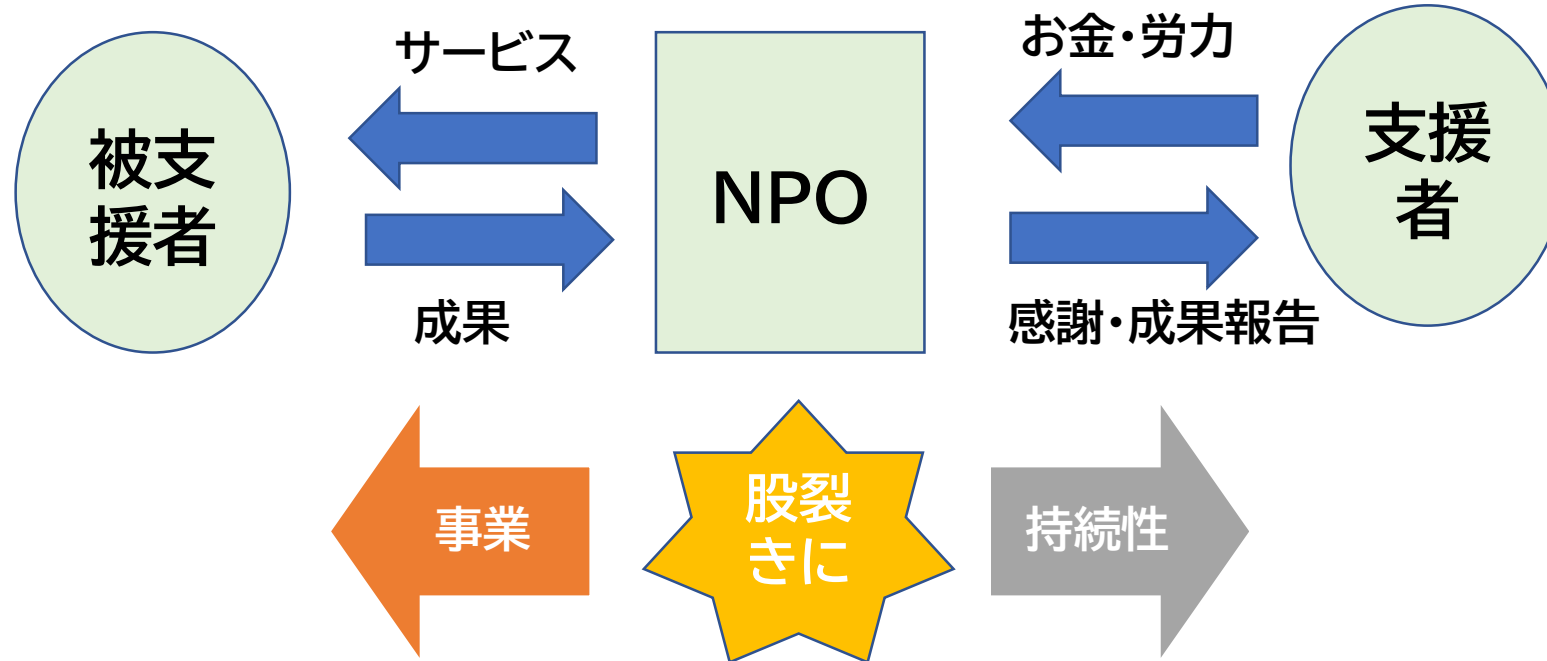 サービス
お金・労力
被支
援者
NPO
支援
者
成果
感謝・成果報告
事業
股裂
きに
持続性